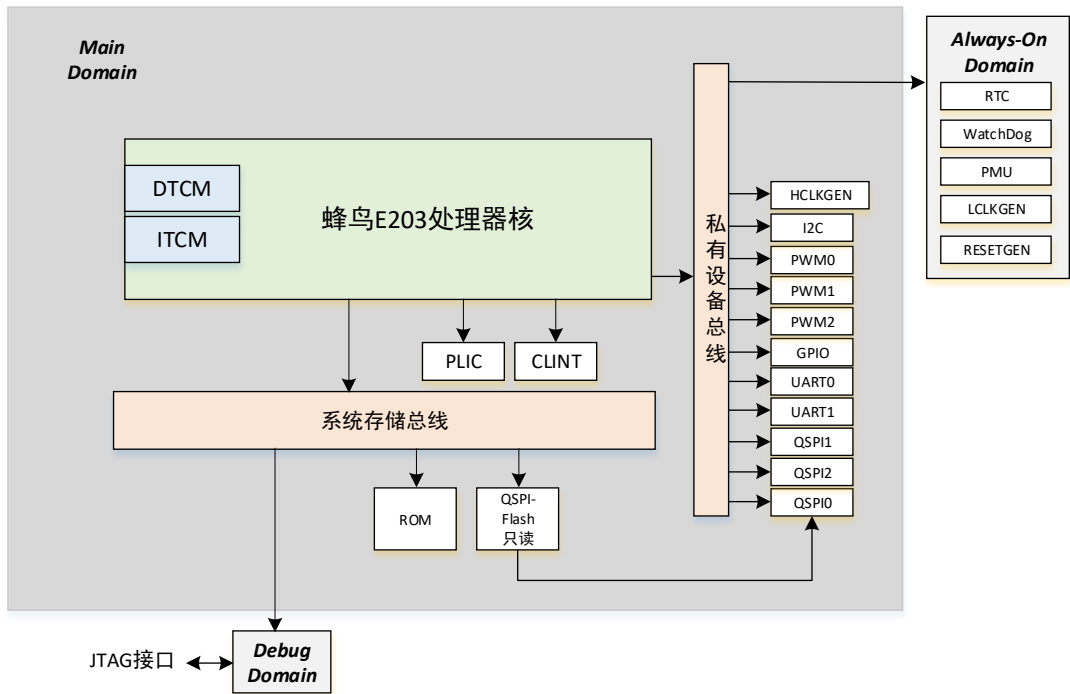 Main
Domain
Always-On
Domain
RTC
WatchDog
PMU
LCLKGEN
RESETGEN
DTCM
ITCM
蜂鸟E203处理器核
私有设备总线
HCLKGEN
I2C
PWM0
PWM1
PWM2
GPIO
UART0
UART1
QSPI1
QSPI2
QSPI0
PLIC
CLINT
系统存储总线
ROM
QSPI-
Flash
只读
JTAG接口
Debug
Domain